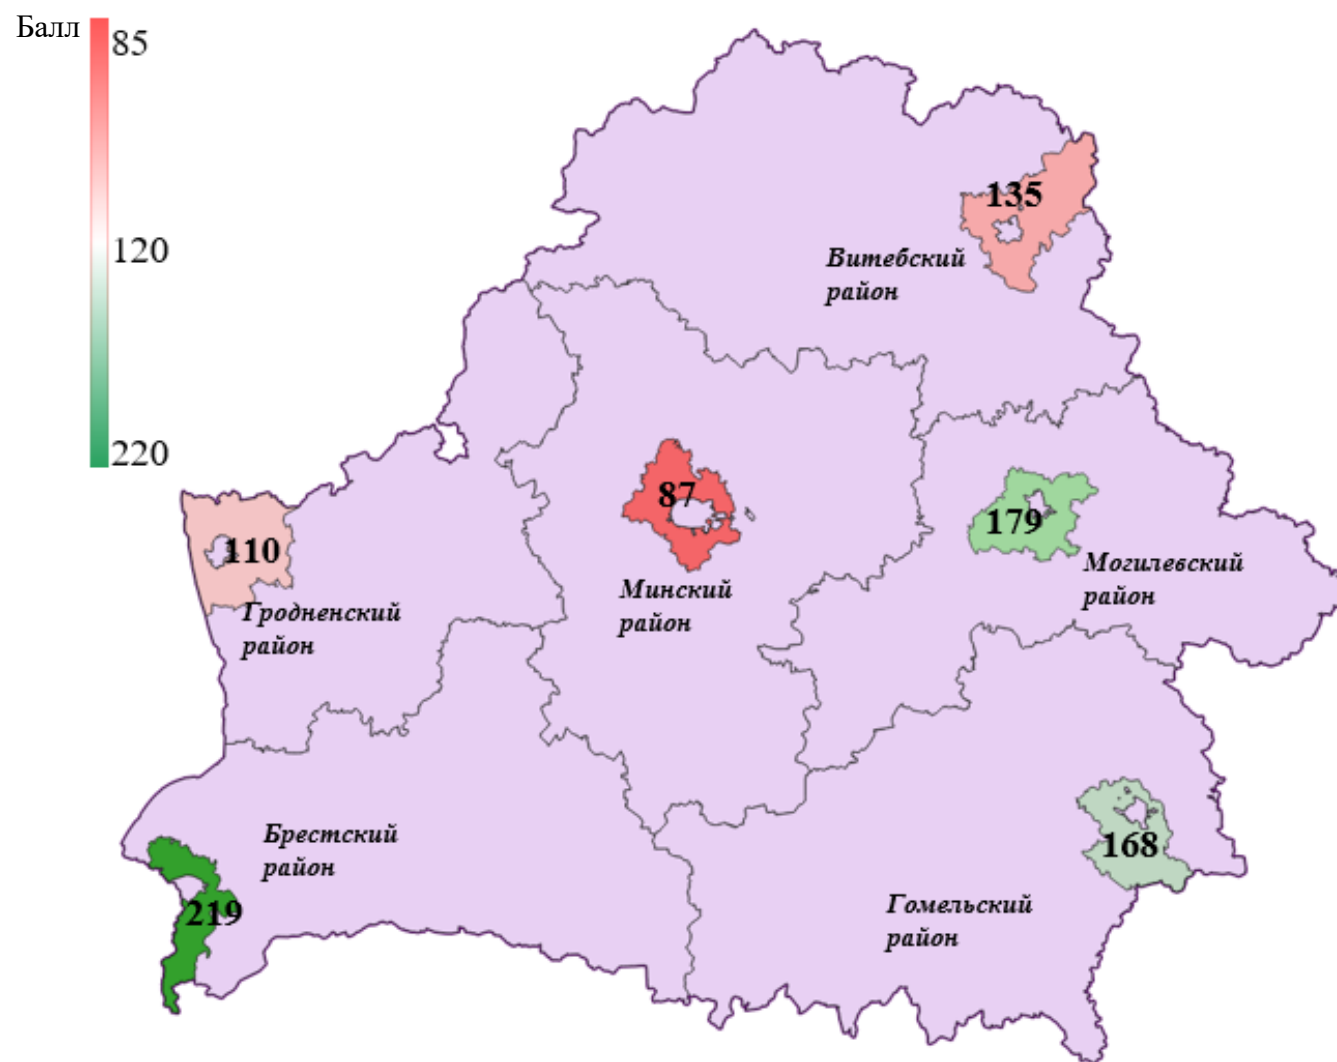 Балл
85
120
220
135
Витебский
район
87
Минский
район
179
Могилевский
район
110
Гродненский
район
Брестский
район
219
168
Гомельский
район